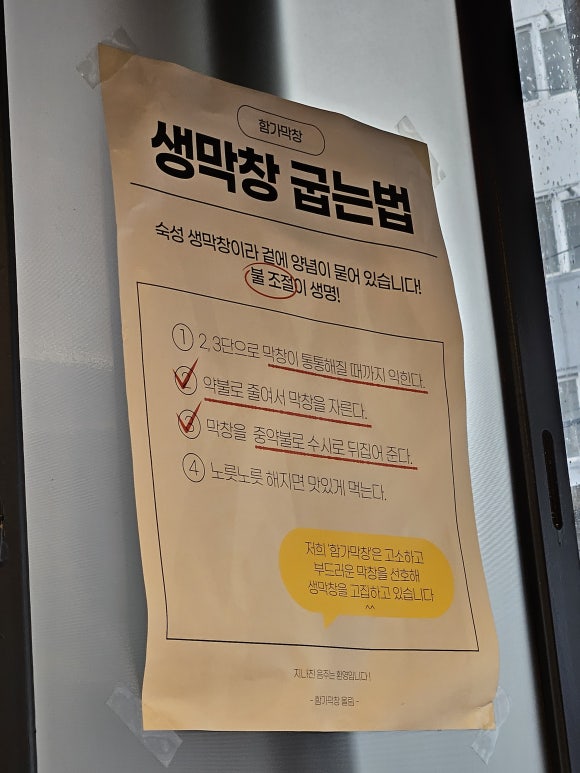 함가막창
생막창 굽는법
숙성 생막창이라 겉에 양념이 묻어 있습니다!
불 조절이 생명!
① 2, 3단으로 막창이 통통해질 때까지 익힌다.
② 약불로 줄여서 막창을 자른다.
③ 막창을 중약불로 수시로 뒤집어 준다.
④ 노릇노릇 해지면 맛있게 먹는다.
저희 '함가막창'은 고소하고
부드러운 막창을 선호해
생막창을 고집하고 있습니다
^^
지나친 음주는 환영입니다!
- 함가막창 올림 -